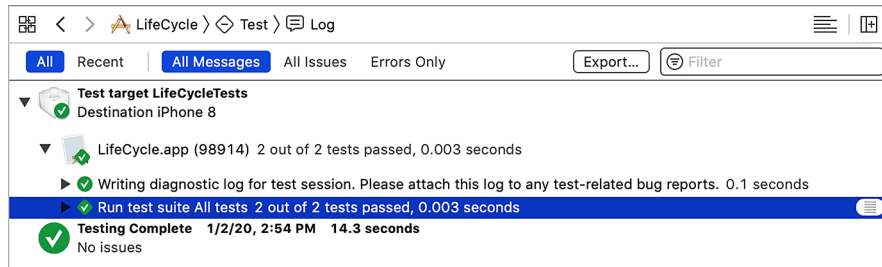 LifeCycle Test Log
All Recent All Messages All Issues Errors Only Export... Filter
Test target LifeCycleTests
Destination iPhone 8
LifeCycle.app (98914) 2 out of 2 tests passed, 0.003 seconds
Writing diagnostic log for test session. Please attach this log to any test-related bug reports. 0.1 seconds
Run test suite All tests 2 out of 2 tests passed, 0.003 seconds
Testing Complete 1/2/20, 2:54 PM 14.3 seconds
No issues